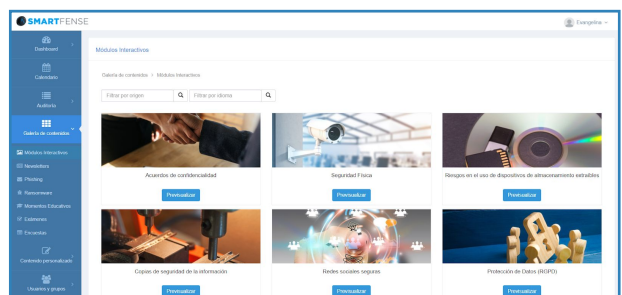 SMARTFENSE
Evangelina
Dashboard
Calendario
Auditoría
Galería de contenidos
Módulos Interactivos
Newsletters
Phishing
Ransomware
Momentos Educativos
Exámenes
Encuestas
Contenido personalizado
Usuarios y grupos
Módulos Interactivos
Galería de contenidos > Módulos Interactivos
Filtrar por origen
Filtrar por idioma
Acuerdos de confidencialidad
Seguridad Física
Riesgos en el uso de dispositivos de almacenamiento extraíbles
Previsualizar
Previsualizar
Previsualizar
Copias de seguridad de la información
Redes sociales seguras
Protección de Datos (RGPD)
Previsualizar
Previsualizar
Previsualizar